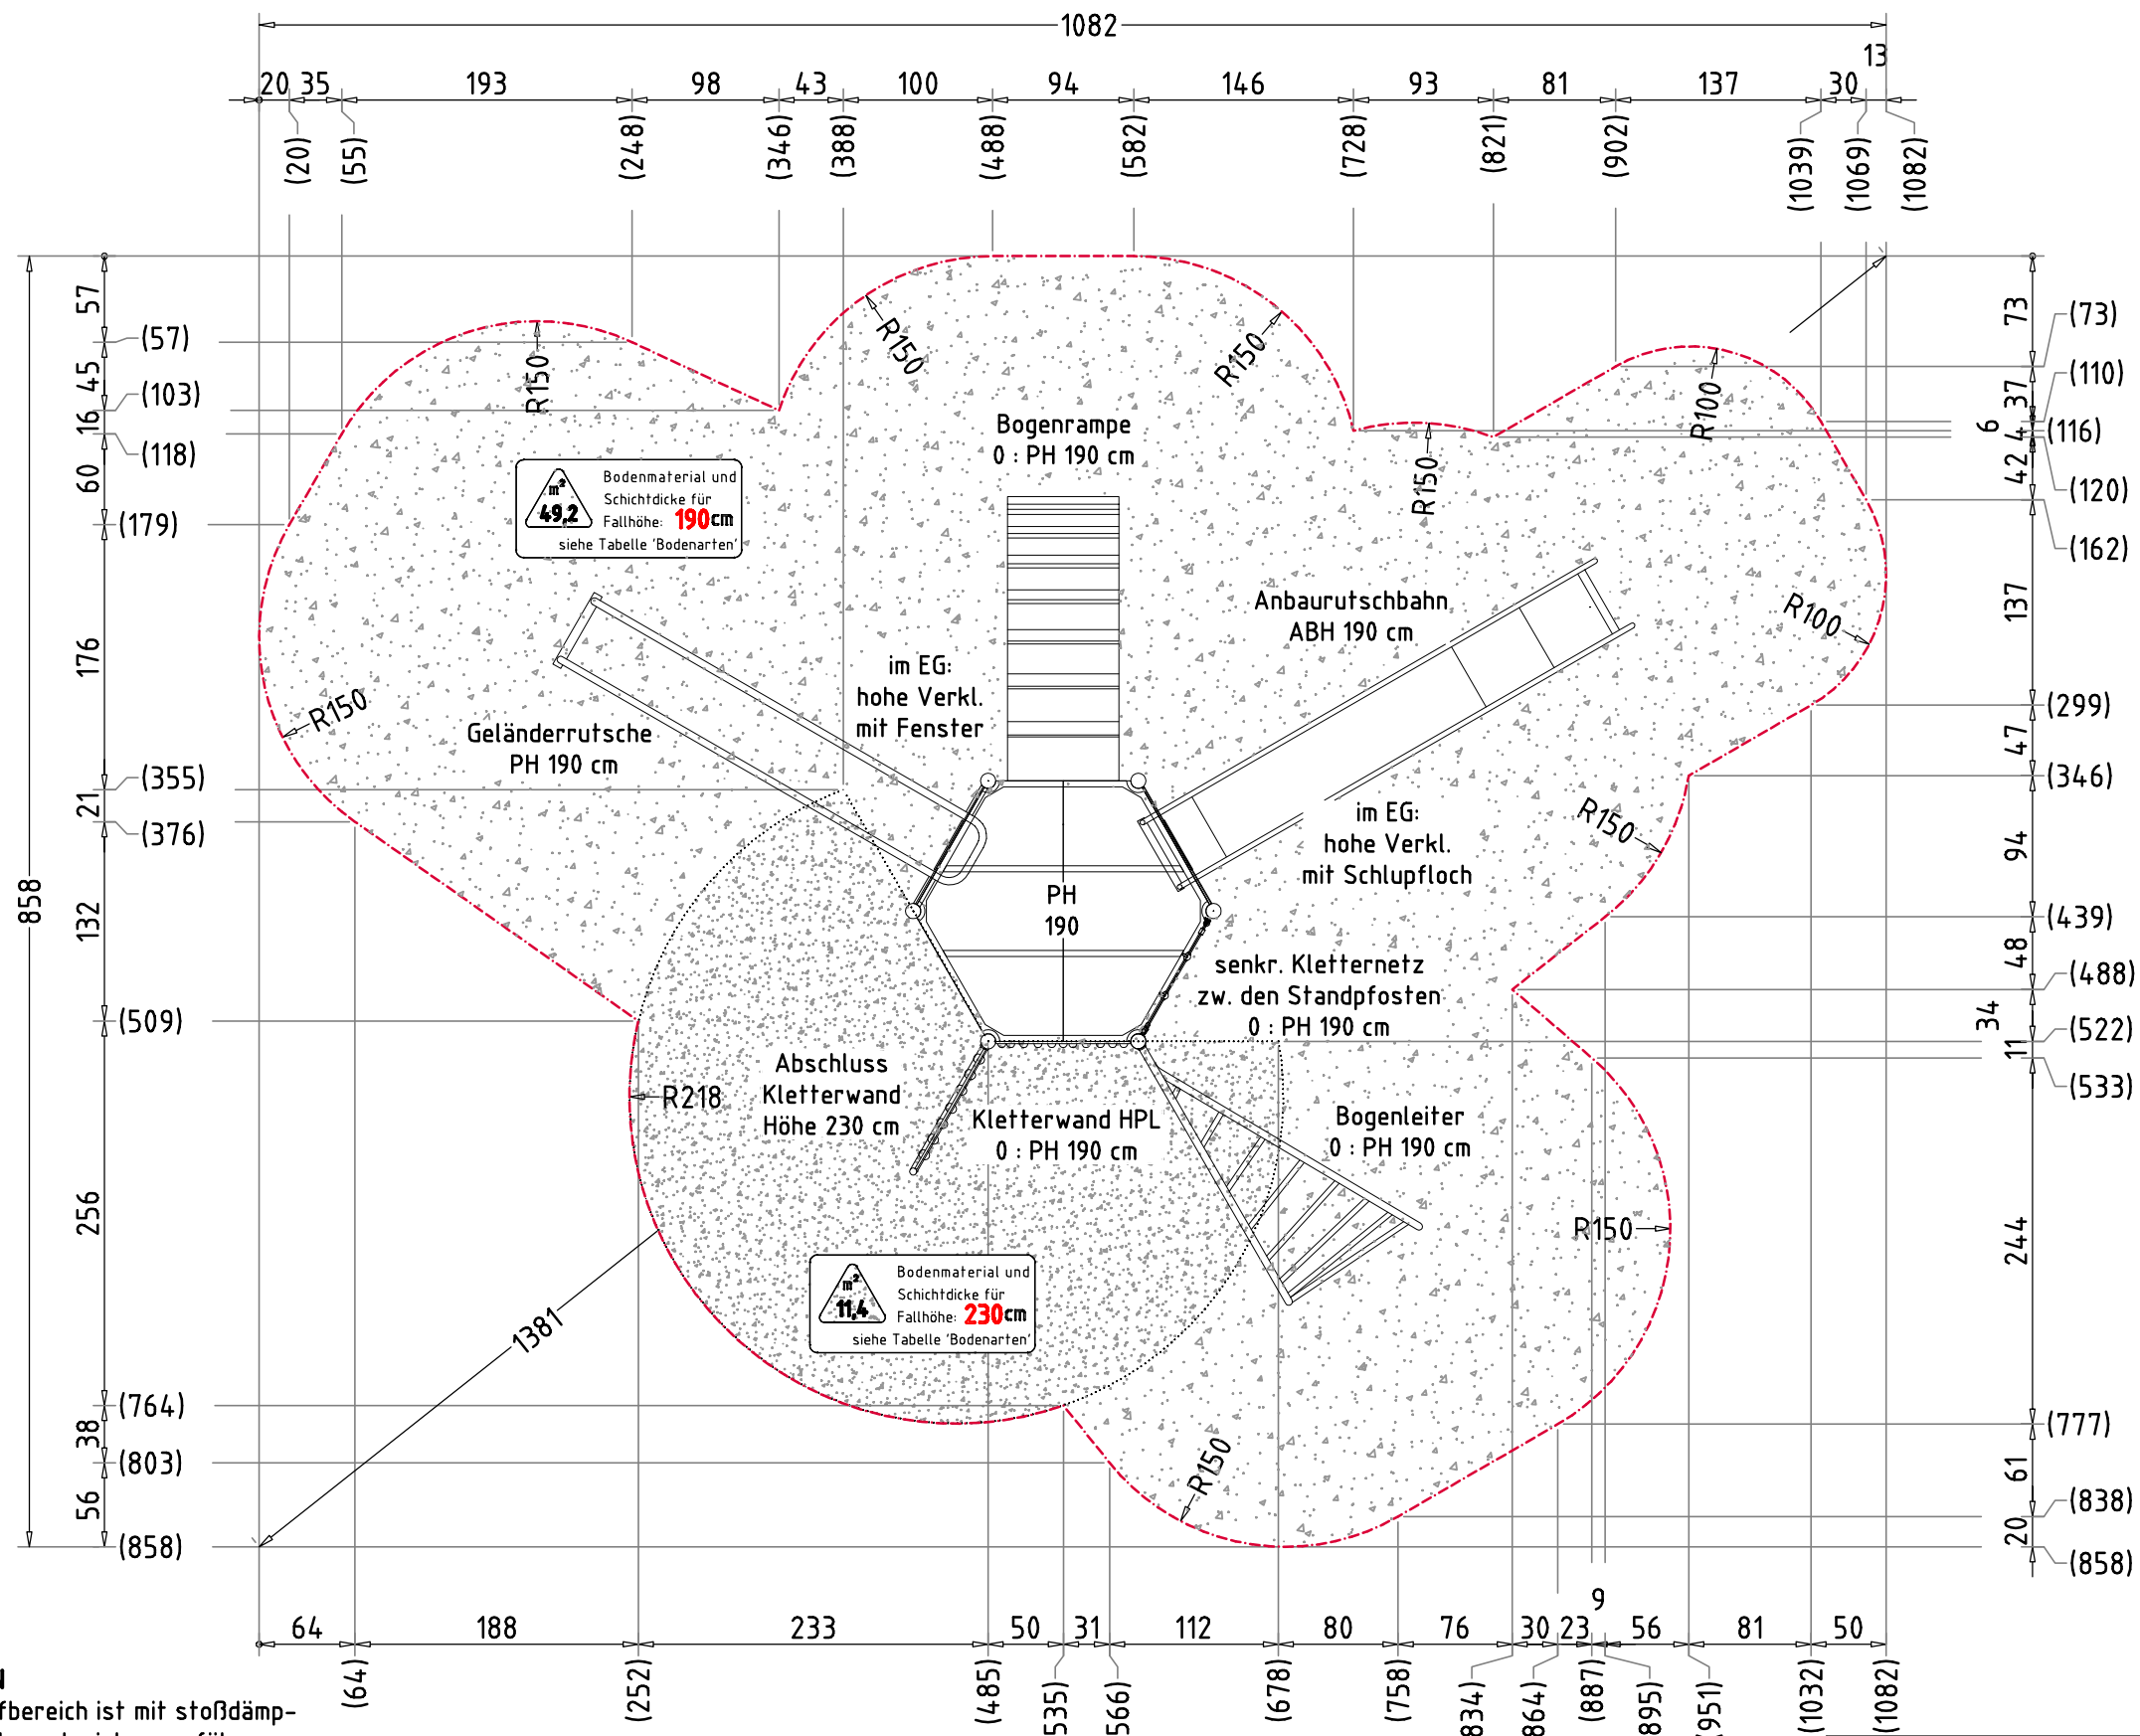 1082
13
20 35 193 98 43 100 94 146 93 81 137 30
(20) (55) (248) (346) (388) (488) (582) (728) (821) (902) (1039) (1069) (1082)
858
57
(57)
45
(103)
16
(118)
60
(179)
176
(355)
21
(376)
132
(509)
256
(764)
38
(803)
56
(858)
R150
R150
R150
R150
R150
R100
R100
R150
R150
R150
R218
1381
m²
49,2
Bodenmaterial und
Schichtdicke für
Fallhöhe: 190cm
siehe Tabelle 'Bodenarten'
Bogenrampe
0 : PH 190 cm
Anbaurutschbahn
ABH 190 cm
im EG:
hohe Verkl.
mit Fenster
Geländerrutsche
PH 190 cm
im EG:
hohe Verkl.
mit Schlupfloch
PH
190
senkr. Kletternetz
zw. den Standpfosten
0 : PH 190 cm
Abschluss
Kletterwand
Höhe 230 cm
Kletterwand HPL
0 : PH 190 cm
Bogenleiter
0 : PH 190 cm
m²
11,4
Bodenmaterial und
Schichtdicke für
Fallhöhe: 230cm
siehe Tabelle 'Bodenarten'
73
(73)
37
(110)
6
(116)
4
(120)
42
(162)
137
(299)
47
(346)
94
(439)
48
(488)
34
(522)
11
(533)
244
(777)
61
(838)
20
(858)
9
64 188 233 50 31 112 80 76 30 23 56 81 50
(64) (252) (485) 535) 566) (678) (758) 834) 864) (887) 895) 951) (1032) (1082)
fbereich ist mit stoßdämp-